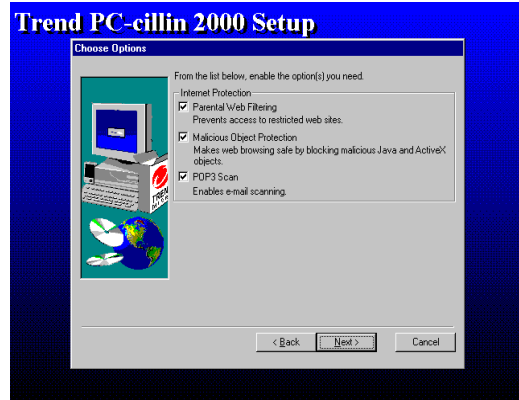 Trend PC-cillin 2000 Setup
Choose Options
From the list below, enable the option(s) you need.
Internet Protection
Parental Web Filtering
Prevents access to restricted web sites.
Malicious Object Protection
Makes web browsing safe by blocking malicious Java and ActiveX
objects.
POP3 Scan
Enables e-mail scanning.
TREND
< Back
Next >
Cancel